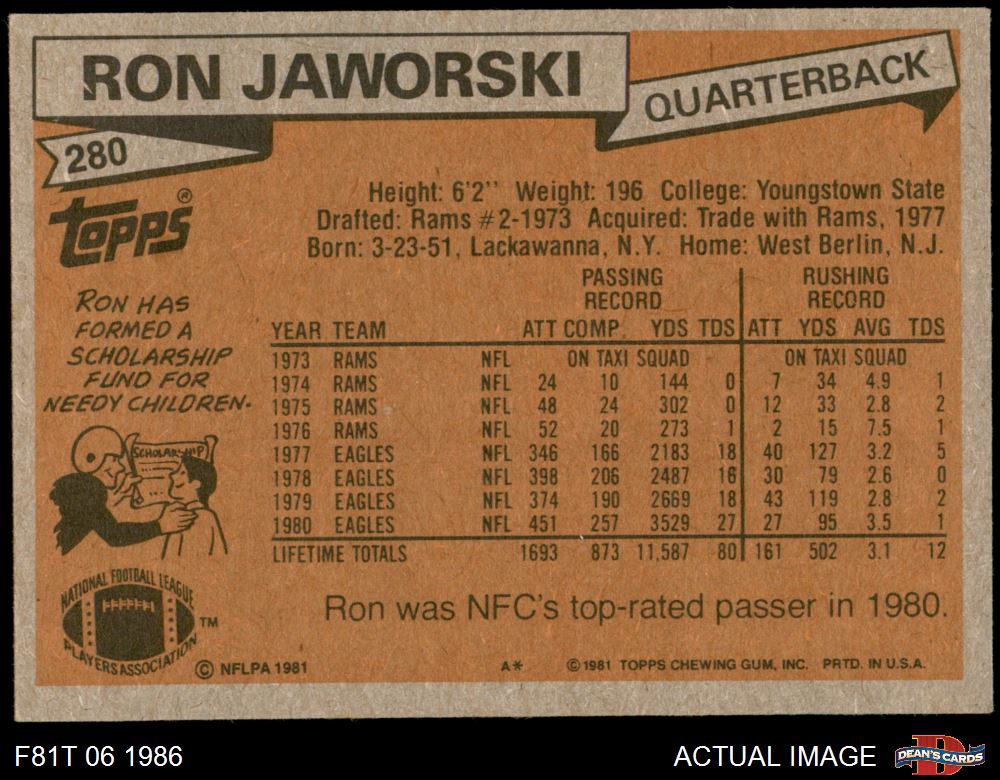 RON JAWORSKI
QUARTERBACK
280
TOPPS®
Height: 6'2'' Weight: 196 College: Youngstown State
Drafted: Rams #2-1973 Acquired: Trade with Rams, 1977
Born: 3-23-51, Lackawanna, N.Y. Home: West Berlin, N.J.
RON HAS
FORMED A
SCHOLARSHIP
FUND FOR
NEEDY CHILDREN.
SCHOLARSHIP
PASSING RECORD RUSHING RECORD
YEAR TEAM ATT COMP. YDS TDS ATT YDS AVG TDS
1973 RAMS NFL ON TAXI SQUAD ON TAXI SQUAD
1974 RAMS NFL 24 10 144 0 7 34 4.9 1
1975 RAMS NFL 48 24 302 0 12 33 2.8 2
1976 RAMS NFL 52 20 273 1 2 15 7.5 1
1977 EAGLES NFL 346 166 2183 18 40 127 3.2 5
1978 EAGLES NFL 398 206 2487 16 30 79 2.6 0
1979 EAGLES NFL 374 190 2669 18 43 119 2.8 2
1980 EAGLES NFL 451 257 3529 27 27 95 3.5 1
LIFETIME TOTALS 1693 873 11,587 80 161 502 3.1 12
Ron was NFC's top-rated passer in 1980.
NATIONAL FOOTBALL LEAGUE
PLAYERS ASSOCIATION
TM
© NFLPA 1981 A* © 1981 TOPPS CHEWING GUM, INC. PRTD. IN U.S.A.
F81T 06 1986
ACTUAL IMAGE
D
DEAN'S CARDS